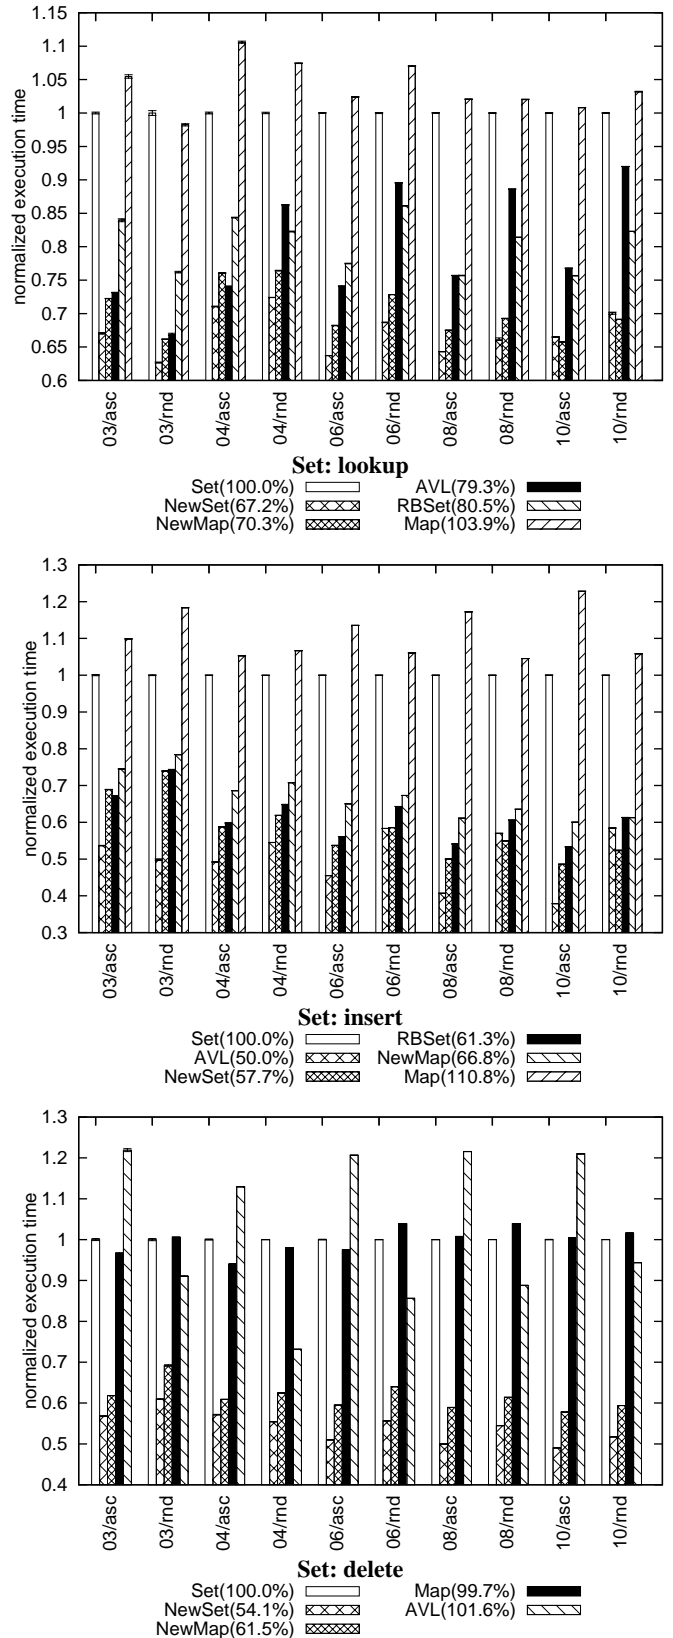 1.15
1.1
1.05
1
0.95
0.9
0.85
0.8
0.75
0.7
0.65
0.6
normalized execution time
03/asc 03/rnd 04/asc 04/rnd 06/asc 06/rnd 08/asc 08/rnd 10/asc 10/rnd
Set: lookup
Set(100.0%) AVL(79.3%)
NewSet(67.2%) RBSet(80.5%)
NewMap(70.3%) Map(103.9%)
1.3
1.2
1.1
1
0.9
0.8
0.7
0.6
0.5
0.4
0.3
normalized execution time
03/asc 03/rnd 04/asc 04/rnd 06/asc 06/rnd 08/asc 08/rnd 10/asc 10/rnd
Set: insert
Set(100.0%) RBSet(61.3%)
AVL(50.0%) NewMap(66.8%)
NewSet(57.7%) Map(110.8%)
1.3
1.2
1.1
1
0.9
0.8
0.7
0.6
0.5
0.4
normalized execution time
03/asc 03/rnd 04/asc 04/rnd 06/asc 06/rnd 08/asc 08/rnd 10/asc 10/rnd
Set: delete
Set(100.0%) Map(99.7%)
NewSet(54.1%) AVL(101.6%)
NewMap(61.5%)